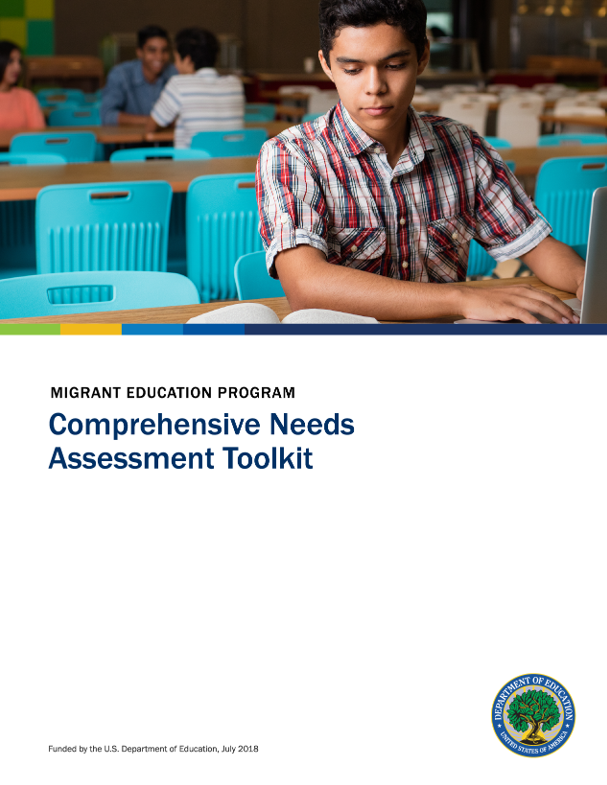 MIGRANT EDUCATION PROGRAM
Comprehensive Needs
Assessment Toolkit
DEPARTMENT OF EDUCATION
UNITED STATES OF AMERICA
Funded by the U.S. Department of Education, July 2018